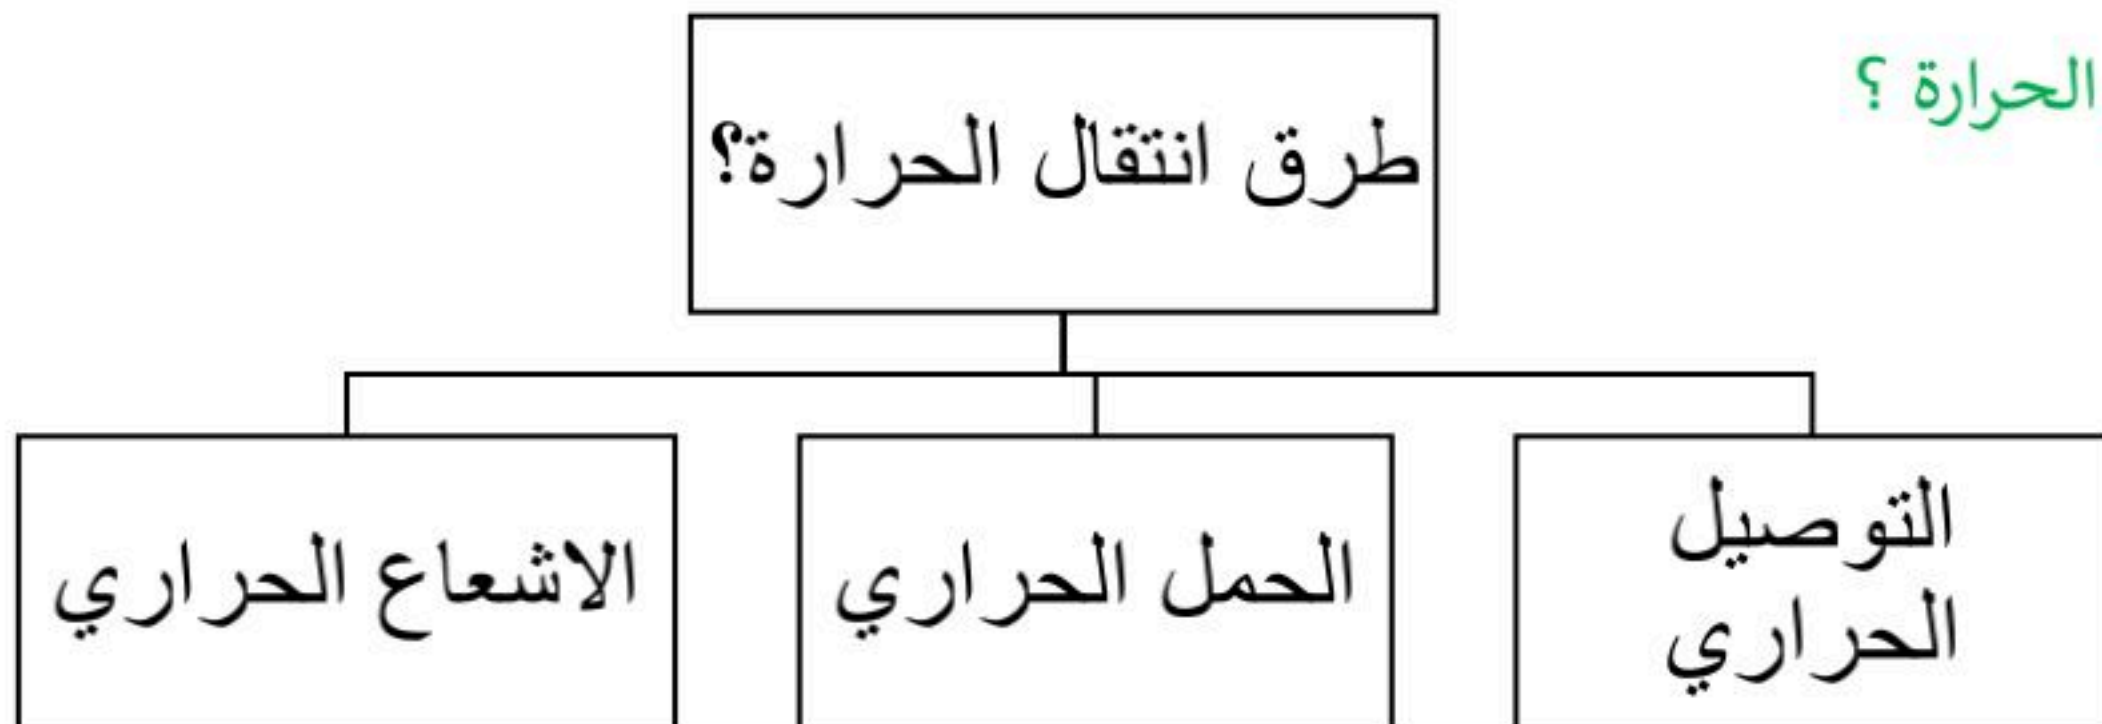 الحرارة ؟
طرق انتقال الحرارة؟
التوصيل
الحراري
الحمل الحراري
الاشعاع الحراري